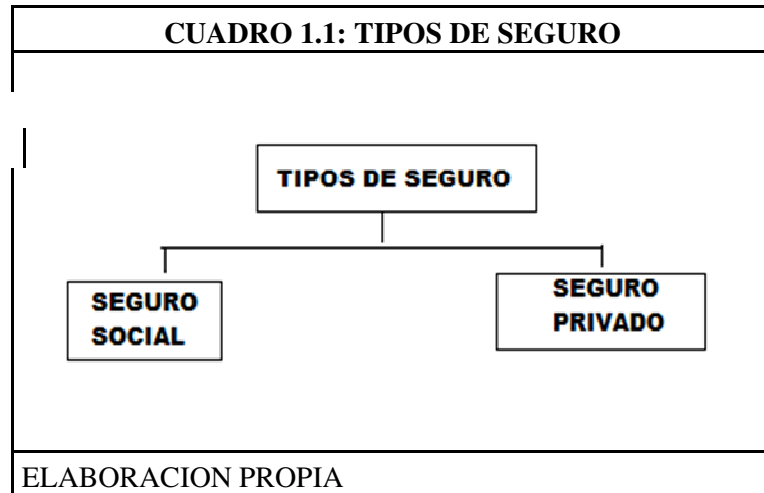 CUADRO 1.1: TIPOS DE SEGURO
TIPOS DE SEGURO
SEGURO
SOCIAL
SEGURO
PRIVADO
ELABORACION PROPIA